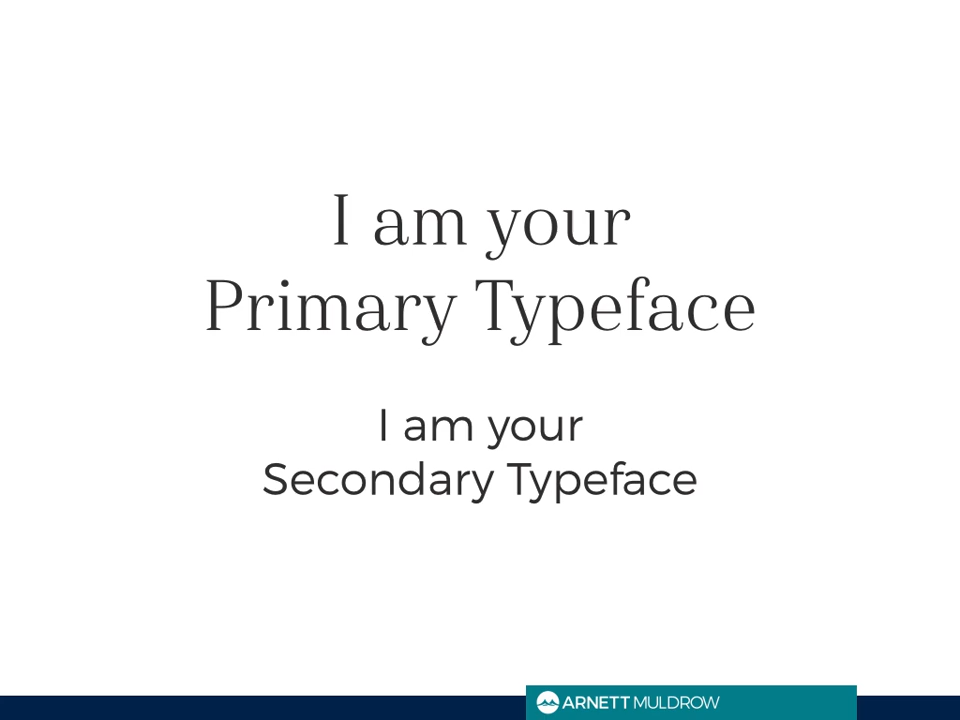 I am your
Primary Typeface
I am your
Secondary Typeface
ARNETT MULDROW